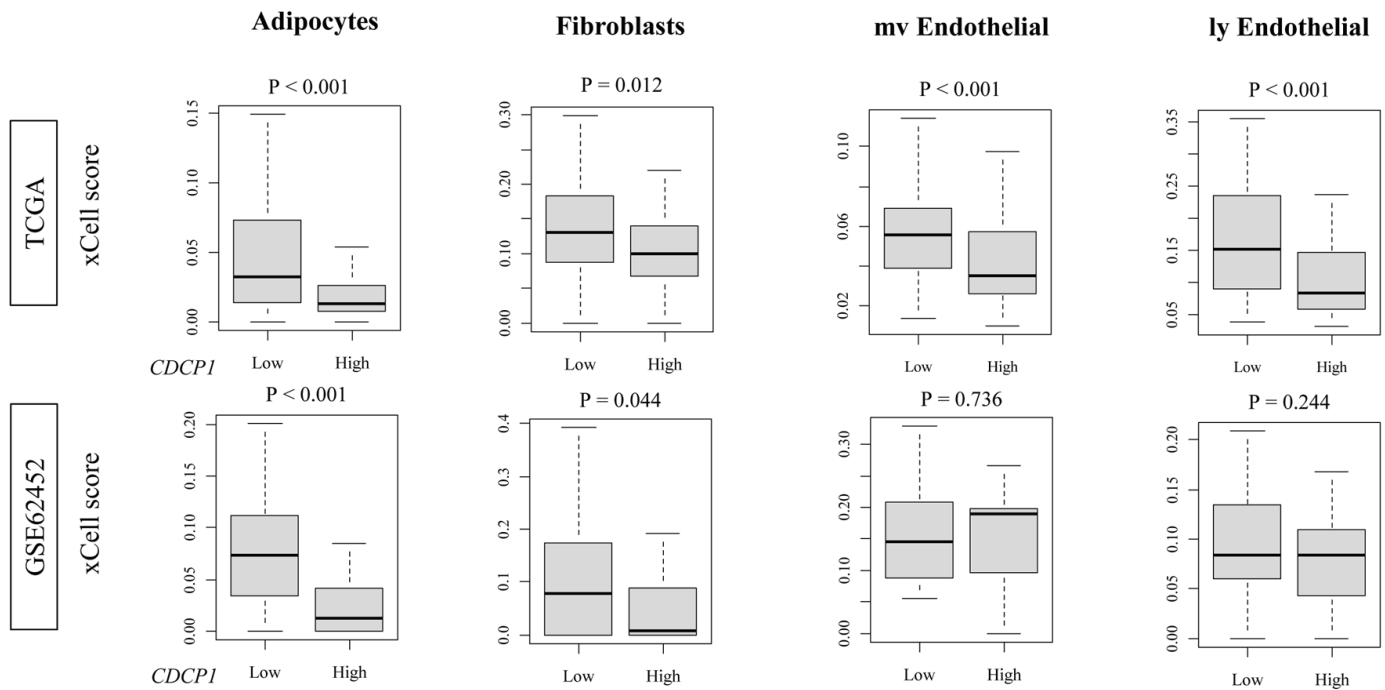 Adipocytes
Fibroblasts
mv Endothelial
ly Endothelial
TCGA
xCell score
P < 0.001
0.15
0.10
0.05
0.00
P = 0.012
0.30
0.20
0.10
0.00
P < 0.001
0.10
0.06
0.02
P < 0.001
0.35
0.25
0.15
0.05
CDCP1
Low
High
Low
High
Low
High
Low
High
GSE62452
xCell score
P < 0.001
0.20
0.15
0.10
0.05
0.00
P = 0.044
0.4
0.3
0.2
0.1
0.0
P = 0.736
0.30
0.20
0.10
0.00
P = 0.244
0.20
0.15
0.10
0.05
0.00
CDCP1
Low
High
Low
High
Low
High
Low
High